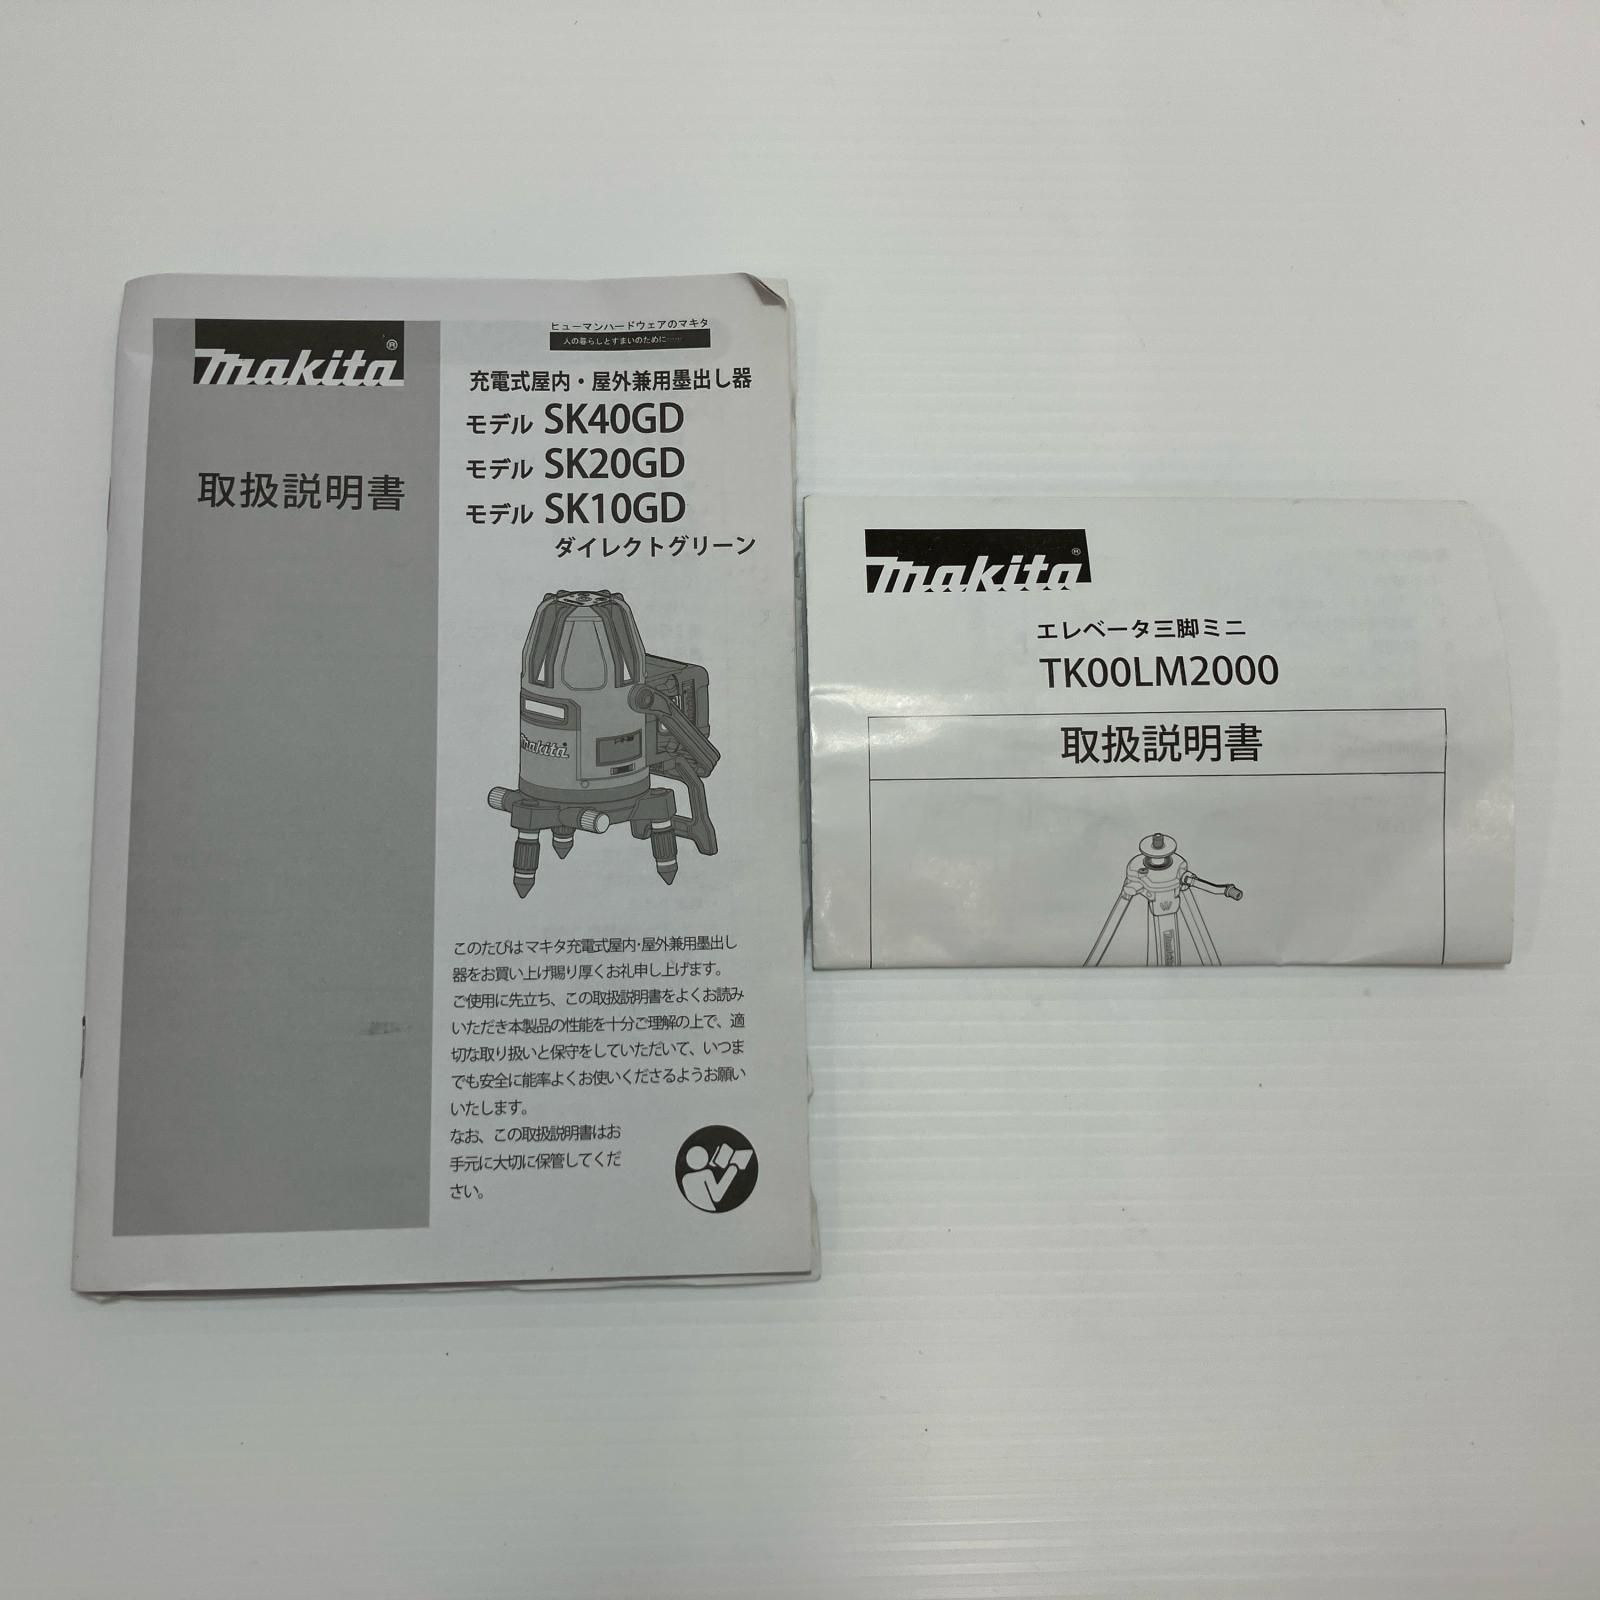 makita®
取扱説明書
ヒューマンハードウェアのマキタ
人の暮らしとすまいのために……
充電式屋内・屋外兼用墨出し器
モデル SK40GD
モデル SK20GD
モデル SK10GD
ダイレクトグリーン
makita
このたびは マキタ充電式屋内・屋外兼用墨出し
器をお買い上げ賜り厚くお礼申し上げます。
ご使用に先立ち、この取扱説明書をよくお読み
いただき本製品の性能を十分ご理解の上で、適
切な取り扱いと保守をしていただいて、いつま
でも安全に能率よくお使いくださるようお願い
いたします。
なお、この取扱説明書はお
手元に大切に保管してくだ
さい。
makita®
エレベータ三脚ミニ
TK00LM2000
取扱説明書
makita